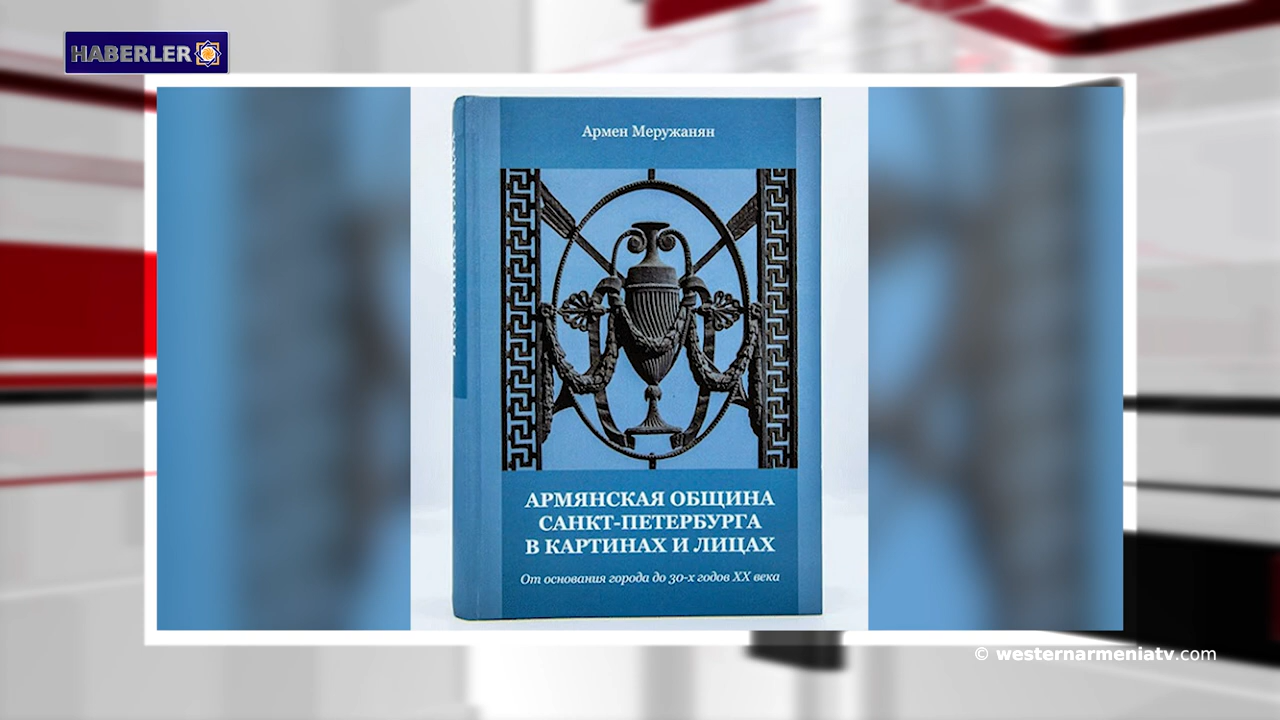 HABERLER
Армен Меружанян
АРМЯНСКАЯ ОБЩИНА
САНКТ-ПЕТЕРБУРГА
В КАРТИНАХ И ЛИЦАХ
От основания города до 30-х годов XX века
© westernarmeniatv.com